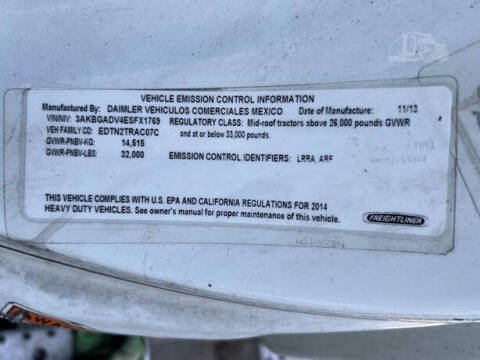 VEHICLE EMISSION CONTROL INFORMATION
Manufactured By: DAIMLER VEHICULOS COMERCIALES MEXICO Date of Manufacture: 11/13
VIN/NIV: 3AKBGADV4ESFX1769 REGULATORY CLASS: Mid-roof tractors above 26,000 pounds GVWR
VEH FAMILY CD: EDTN2TRAC07C and at or below 33,000 pounds.
GVWR-PNBV-KG: 14,515
GVWR-PNBV-LBS: 32,000 EMISSION CONTROL IDENTIFIERS: LRRA, ARF
THIS VEHICLE COMPLIES WITH U.S. EPA AND CALIFORNIA REGULATIONS FOR 2014
HEAVY DUTY VEHICLES. See owner's manual for proper maintenance of this vehicle.
FREIGHTLINER